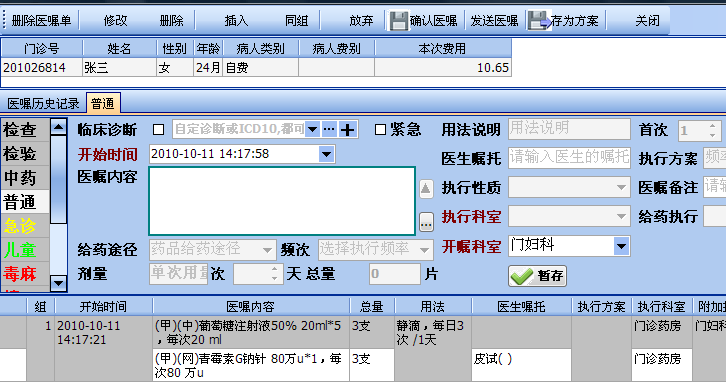 删除医嘱单 修改 删除 插入 同组 放弃 确认医嘱 发送医嘱 存为方案 关闭
门诊号 姓名 性别 年龄 病人类别 病人费别 本次费用
201026814 张三 女 24月 自费 10.65
医嘱历史记录 普通
检查 临床诊断 自定诊断或ICD10,都可 紧急 用法说明 用法说明 首次 1
检验 开始时间 2010-10-11 14:17:58 医生嘱托 请输入医生的嘱托 执行方案 频
中药 医嘱内容 执行性质 医嘱备注 请输
普通 执行科室 给药执行
急诊
儿童 给药途径 药品给药途径 频次 选择执行频率 开嘱科室 门妇科
毒麻 剂量 单次用量 次 天 总量 0 片 暂存
组 开始时间 医嘱内容 总量 用法 医生嘱托 执行方案 执行科室
1 2010-10-11 (甲)(中)葡萄糖注射液50% 20ml*5 3支 静滴，每日3 门诊药房 门妇科
14:17:21 ，每次20 ml 次 /1天
(甲)(网)青霉素G钠针 80万u*1，每 3支 皮试( ) 门诊药房
次80 万u